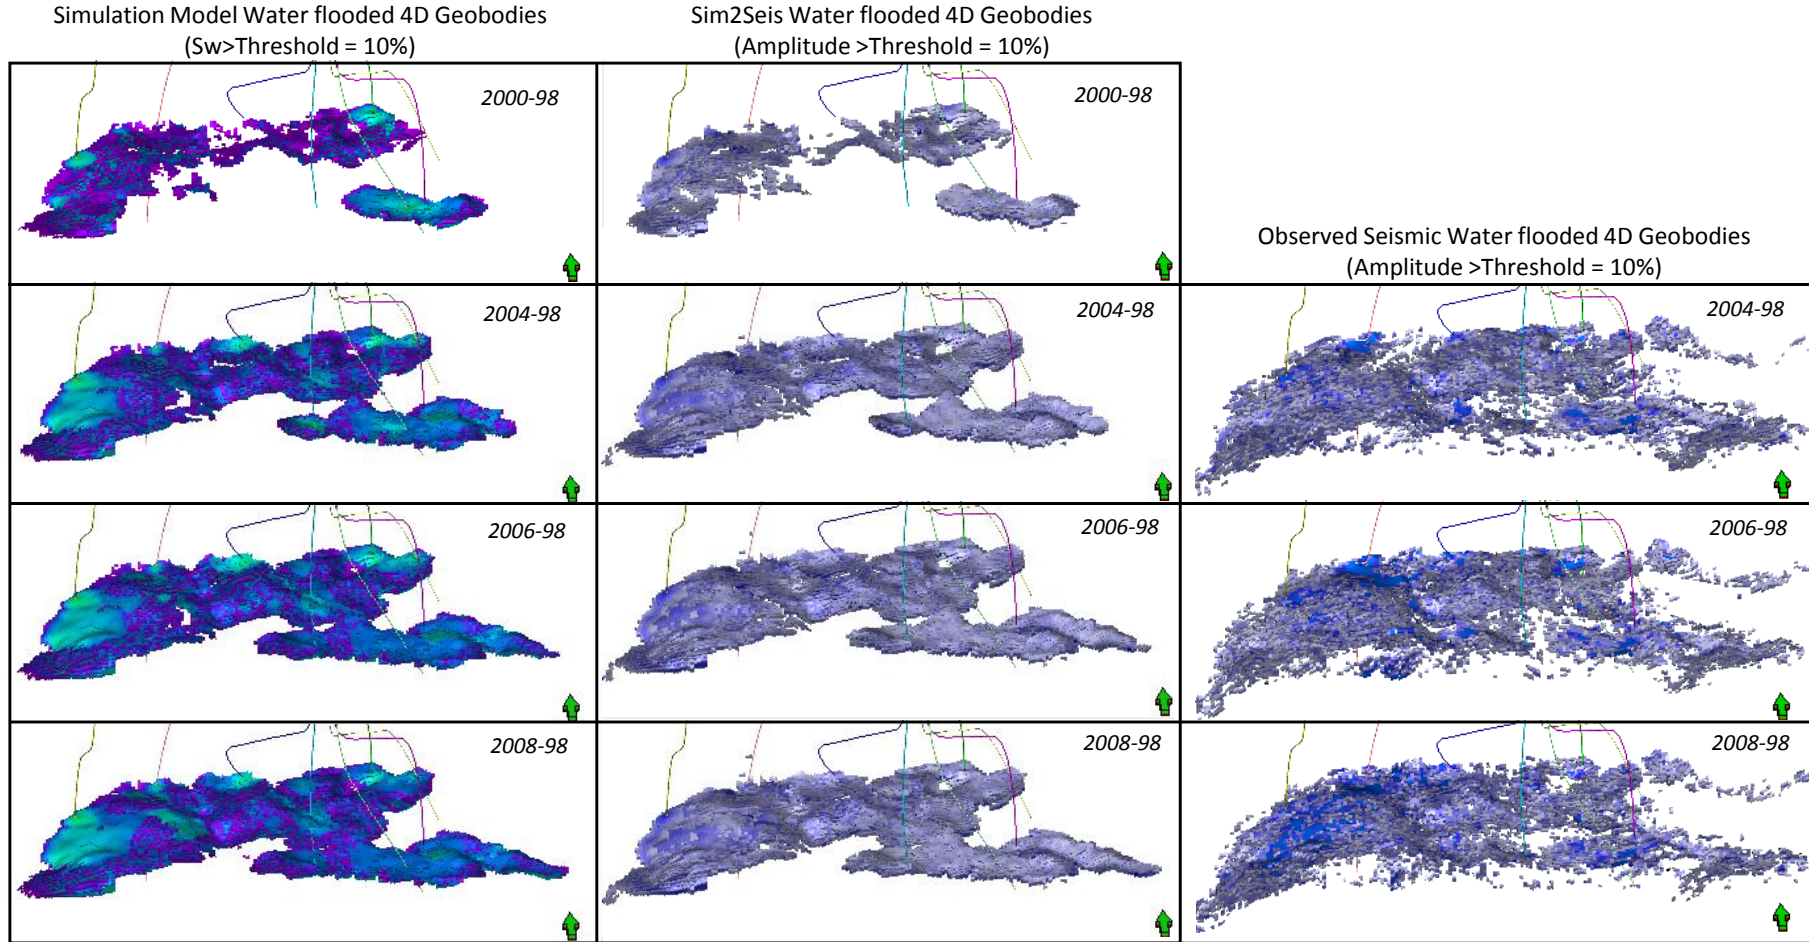 Simulation Model Water flooded 4D Geobodies
(Sw>Threshold = 10%)
Sim2Seis Water flooded 4D Geobodies
(Amplitude >Threshold = 10%)
2000-98
2000-98
Observed Seismic Water flooded 4D Geobodies
(Amplitude >Threshold = 10%)
2004-98
2004-98
2004-98
2006-98
2006-98
2006-98
2008-98
2008-98
2008-98